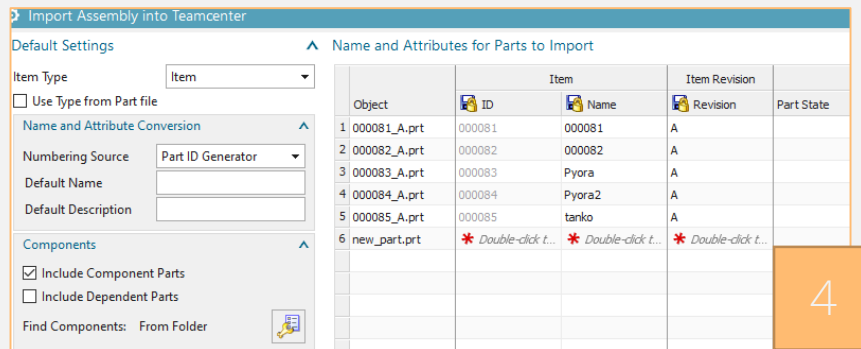 Import Assembly into Teamcenter
Default Settings
Item Type Item
Use Type from Part file
Name and Attribute Conversion
Numbering Source Part ID Generator
Default Name
Default Description
Components
Include Component Parts
Include Dependent Parts
Find Components: From Folder
Name and Attributes for Parts to Import
Item Item Revision
Object ID Name Revision Part State
1 000081_A.prt 000081 000081 A
2 000082_A.prt 000082 000082 A
3 000083_A.prt 000083 Pyora A
4 000084_A.prt 000084 Pyora2 A
5 000085_A.prt 000085 tanko A
6 new_part.prt * Double-click t... * Double-click t... * Double-click t...
4